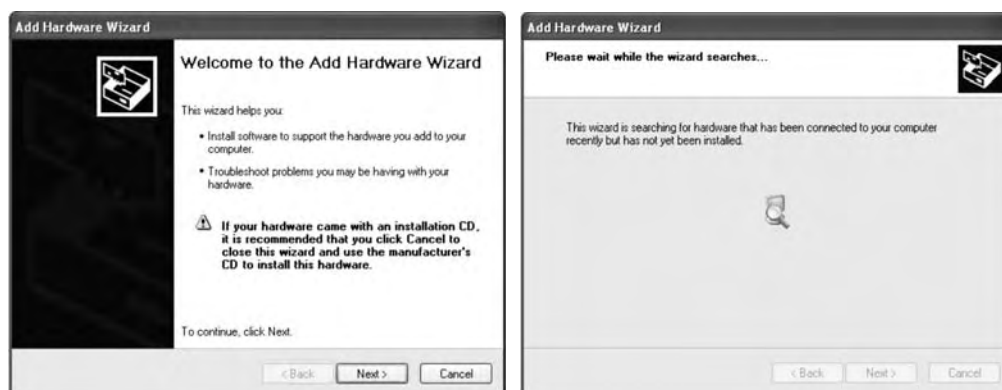 Add Hardware Wizard
Welcome to the Add Hardware Wizard
This wizard helps you:
• Install software to support the hardware you add to your
computer.
• Troubleshoot problems you may be having with your
hardware.
If your hardware came with an installation CD,
it is recommended that you click Cancel to
close this wizard and use the manufacturer's
CD to install this hardware.
To continue, click Next.
< Back Next > Cancel
Add Hardware Wizard
Please wait while the wizard searches...
This wizard is searching for hardware that has been connected to your computer
recently but has not yet been installed.
< Back Next > Cancel